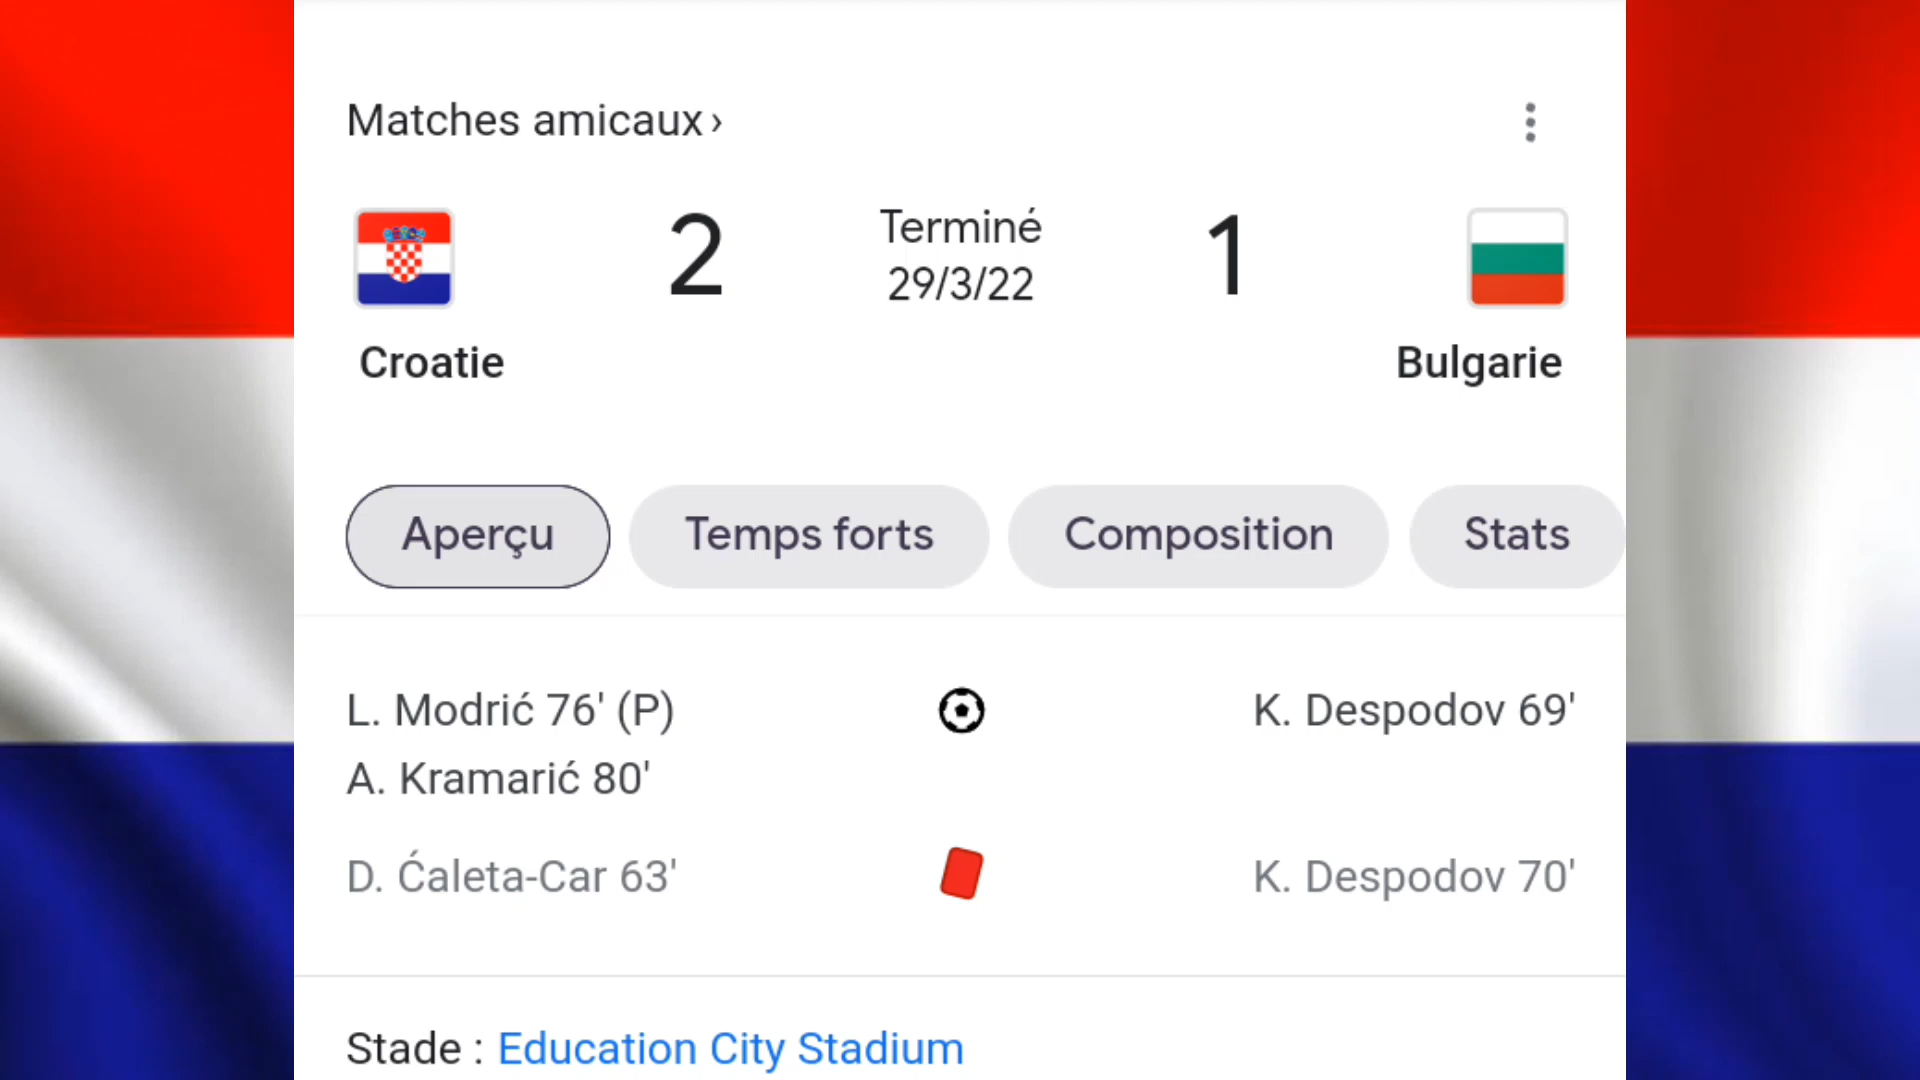 Matches amicaux ›
2 Terminé 1
29/3/22
Croatie Bulgarie
Aperçu Temps forts Composition Stats
L. Modrić 76' (P) K. Despodov 69'
A. Kramarić 80'
D. Ćaleta-Car 63' K. Despodov 70'
Stade : Education City Stadium